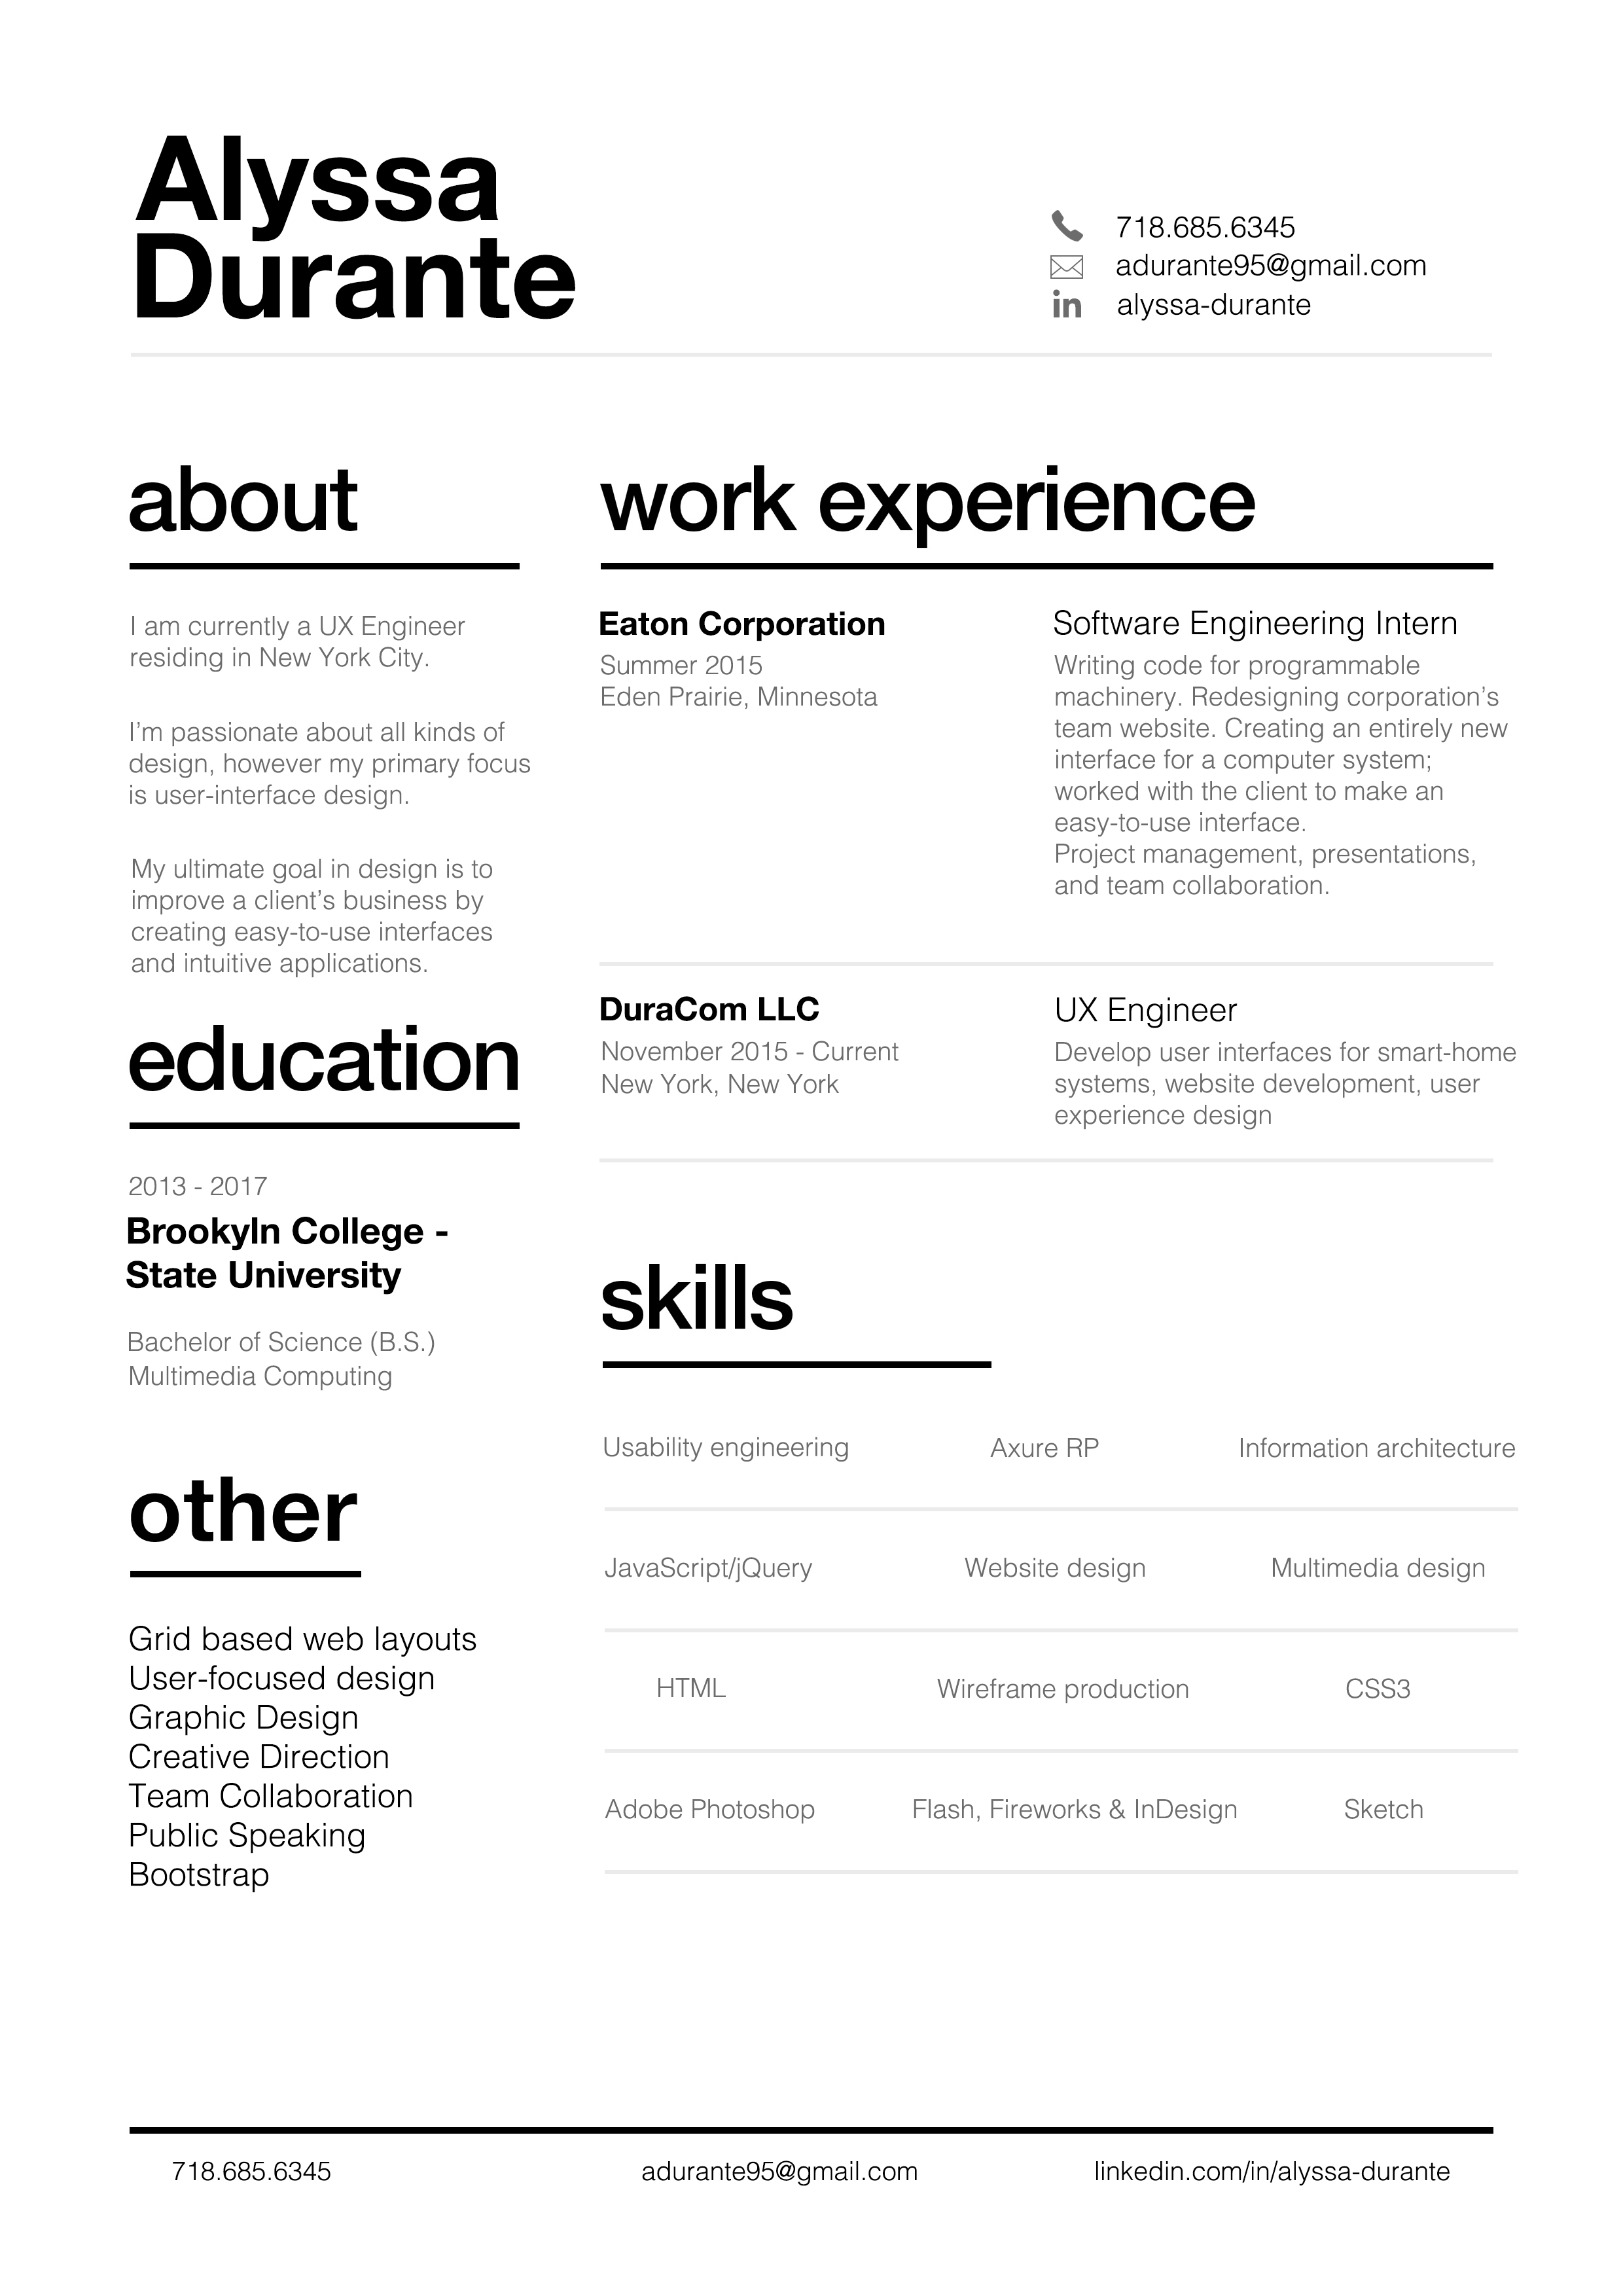 Alyssa
Durante
718.685.6345
adurante95@gmail.com
in alyssa-durante
about
I am currently a UX Engineer
residing in New York City.
I’m passionate about all kinds of
design, however my primary focus
is user-interface design.
My ultimate goal in design is to
improve a client’s business by
creating easy-to-use interfaces
and intuitive applications.
education
2013 - 2017
Brookyln College -
State University
Bachelor of Science (B.S.)
Multimedia Computing
other
Grid based web layouts
User-focused design
Graphic Design
Creative Direction
Team Collaboration
Public Speaking
Bootstrap
work experience
Eaton Corporation
Summer 2015
Eden Prairie, Minnesota
Software Engineering Intern
Writing code for programmable
machinery. Redesigning corporation’s
team website. Creating an entirely new
interface for a computer system;
worked with the client to make an
easy-to-use interface.
Project management, presentations,
and team collaboration.
DuraCom LLC
November 2015 - Current
New York, New York
UX Engineer
Develop user interfaces for smart-home
systems, website development, user
experience design
skills
Usability engineering Axure RP Information architecture
JavaScript/jQuery Website design Multimedia design
HTML Wireframe production CSS3
Adobe Photoshop Flash, Fireworks & InDesign Sketch
718.685.6345 adurante95@gmail.com linkedin.com/in/alyssa-durante